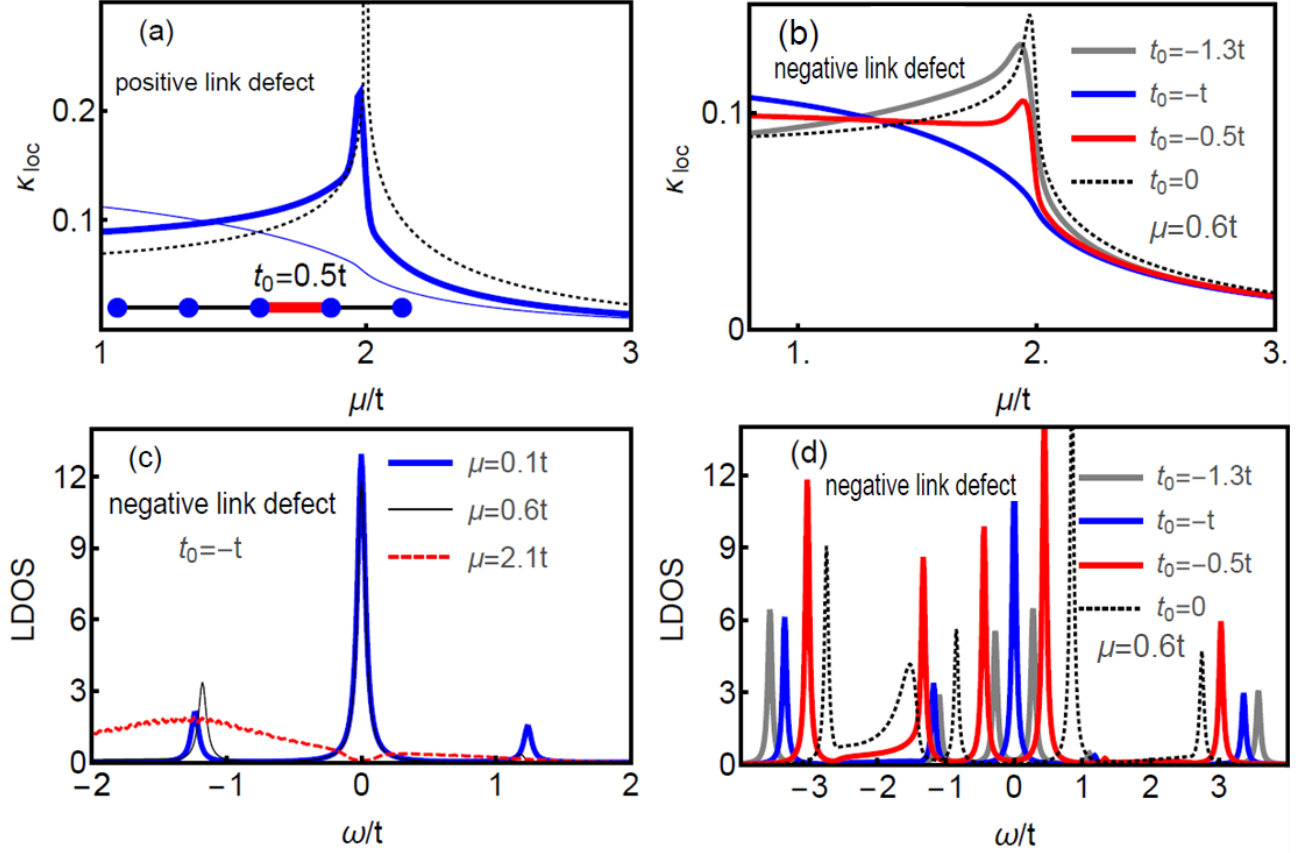 (a)
positive link defect
0.2
0.1
κloc
t₀=0.5t
1
2
3
μ/t
(b)
negative link defect
t₀=−1.3t
t₀=−t
t₀=−0.5t
t₀=0
μ=0.6t
0.1
0
κloc
1.
2.
3.
μ/t
(c)
negative link defect
t₀=−t
μ=0.1t
μ=0.6t
μ=2.1t
12
9
6
3
0
LDOS
−2
−1
0
1
2
ω/t
(d)
negative link defect
t₀=−1.3t
t₀=−t
t₀=−0.5t
t₀=0
μ=0.6t
12
9
6
3
0
LDOS
−3
−2
−1
0
1
2
3
ω/t